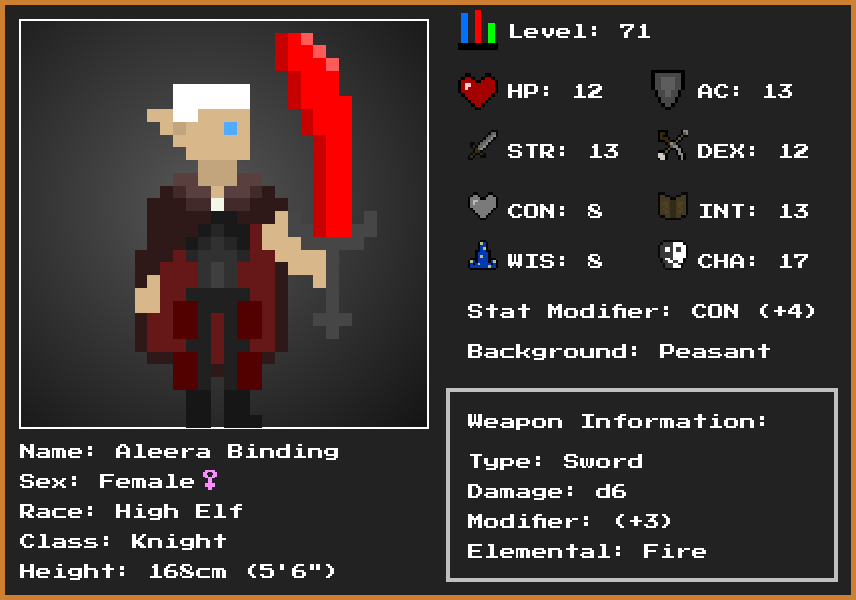 Level: 71
HP: 12
AC: 13
STR: 13
DEX: 12
CON: 8
INT: 13
WIS: 8
CHA: 17
Stat Modifier: CON (+4)
Background: Peasant
Name: Aleera Binding
Sex: Female♀
Race: High Elf
Class: Knight
Height: 168cm (5'6")
Weapon Information:
Type: Sword
Damage: d6
Modifier: (+3)
Elemental: Fire